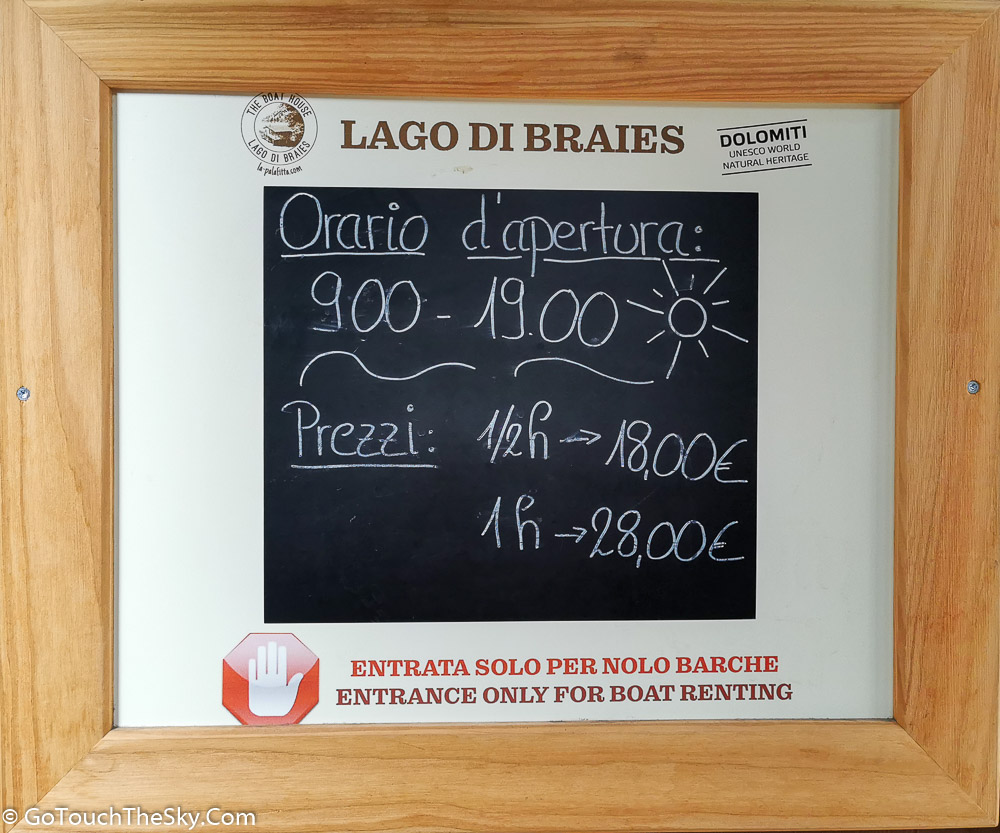 THE BOAT HOUSE
LAGO DI BRAIES
la-palafitta.com
LAGO DI BRAIES
DOLOMITI
UNESCO WORLD
NATURAL HERITAGE
Orario d'apertura:
9.00 - 19.00
Prezzi: 1/2h → 18,00€
1h → 28,00€
ENTRATA SOLO PER NOLO BARCHE
ENTRANCE ONLY FOR BOAT RENTING
© GoTouchTheSky.Com